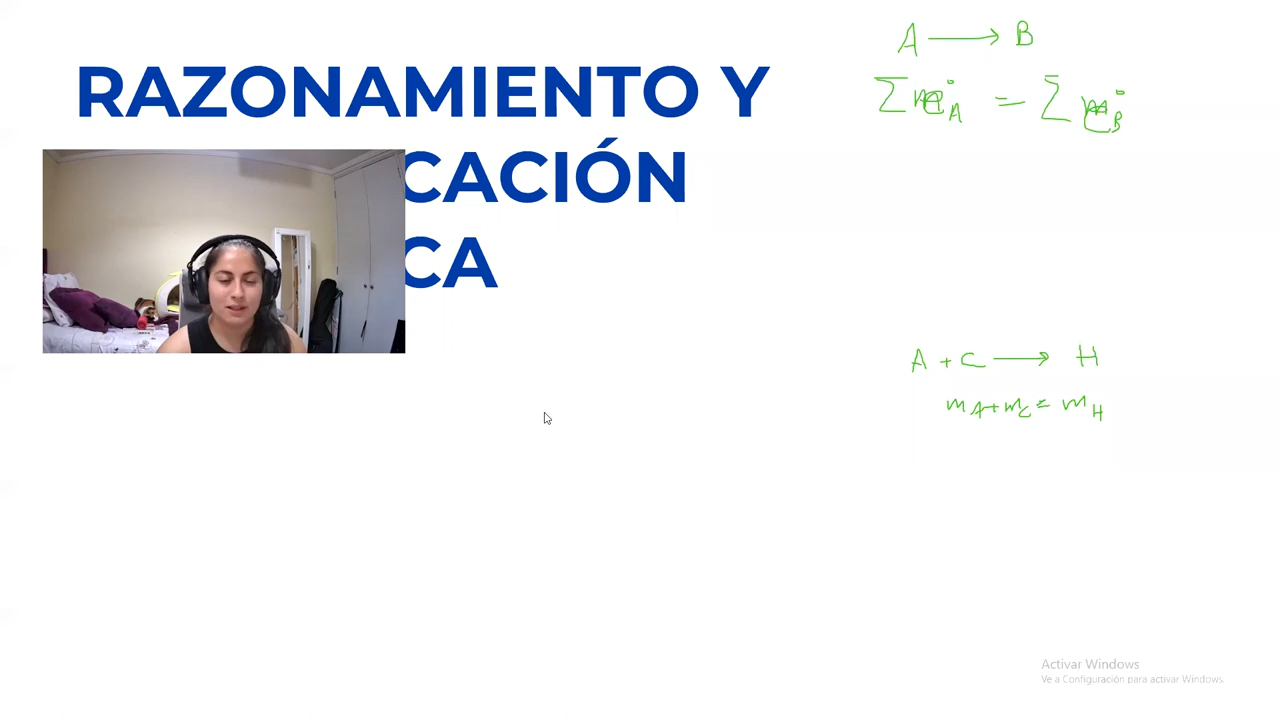 RAZONAMIENTO Y
CACIÓN
CA
A → B
A + C → H
mA + mC = mH
Activar Windows
Ve a Configuración para activar Windows.